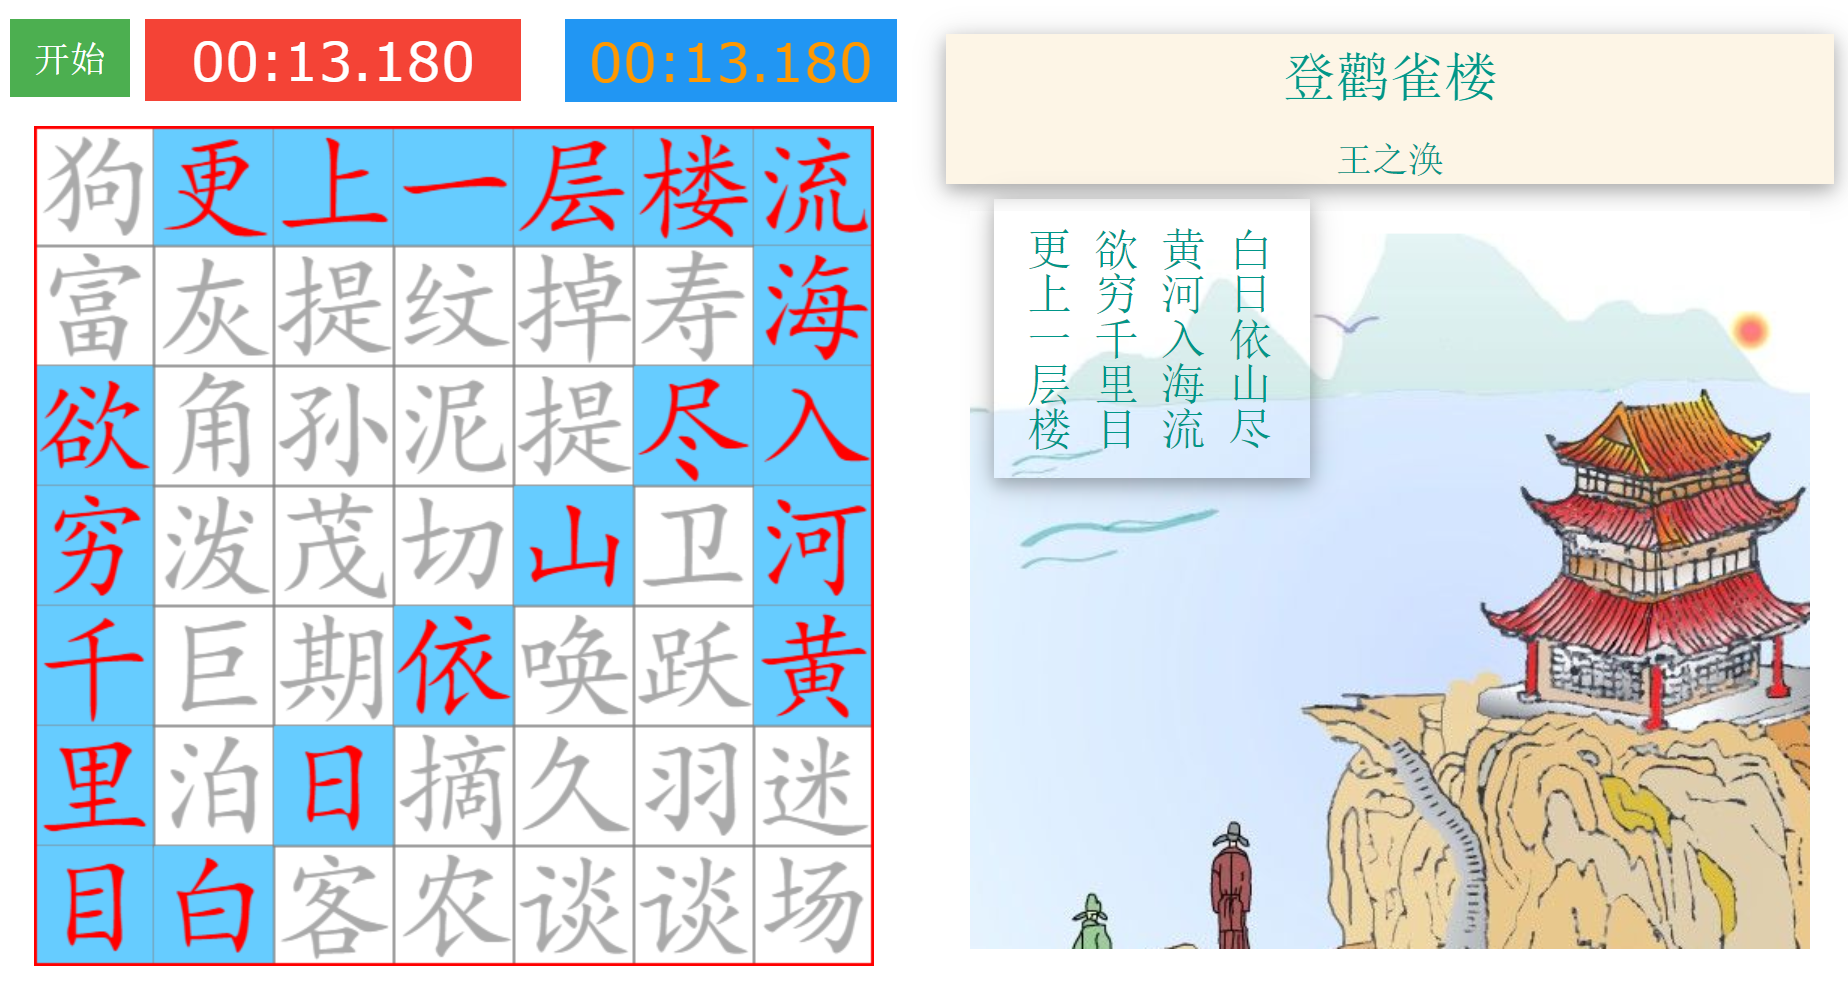 开始
00:13.180
00:13.180
狗更上一层楼流
富灰提纹掉寿海
欲角孙泥提尽入
穷泼茂切山卫河
千巨期依唤跃黄
里泊日摘久羽迷
目白客农谈谈场
登鹳雀楼
王之涣
白日依山尽
黄河入海流
欲穷千里目
更上一层楼